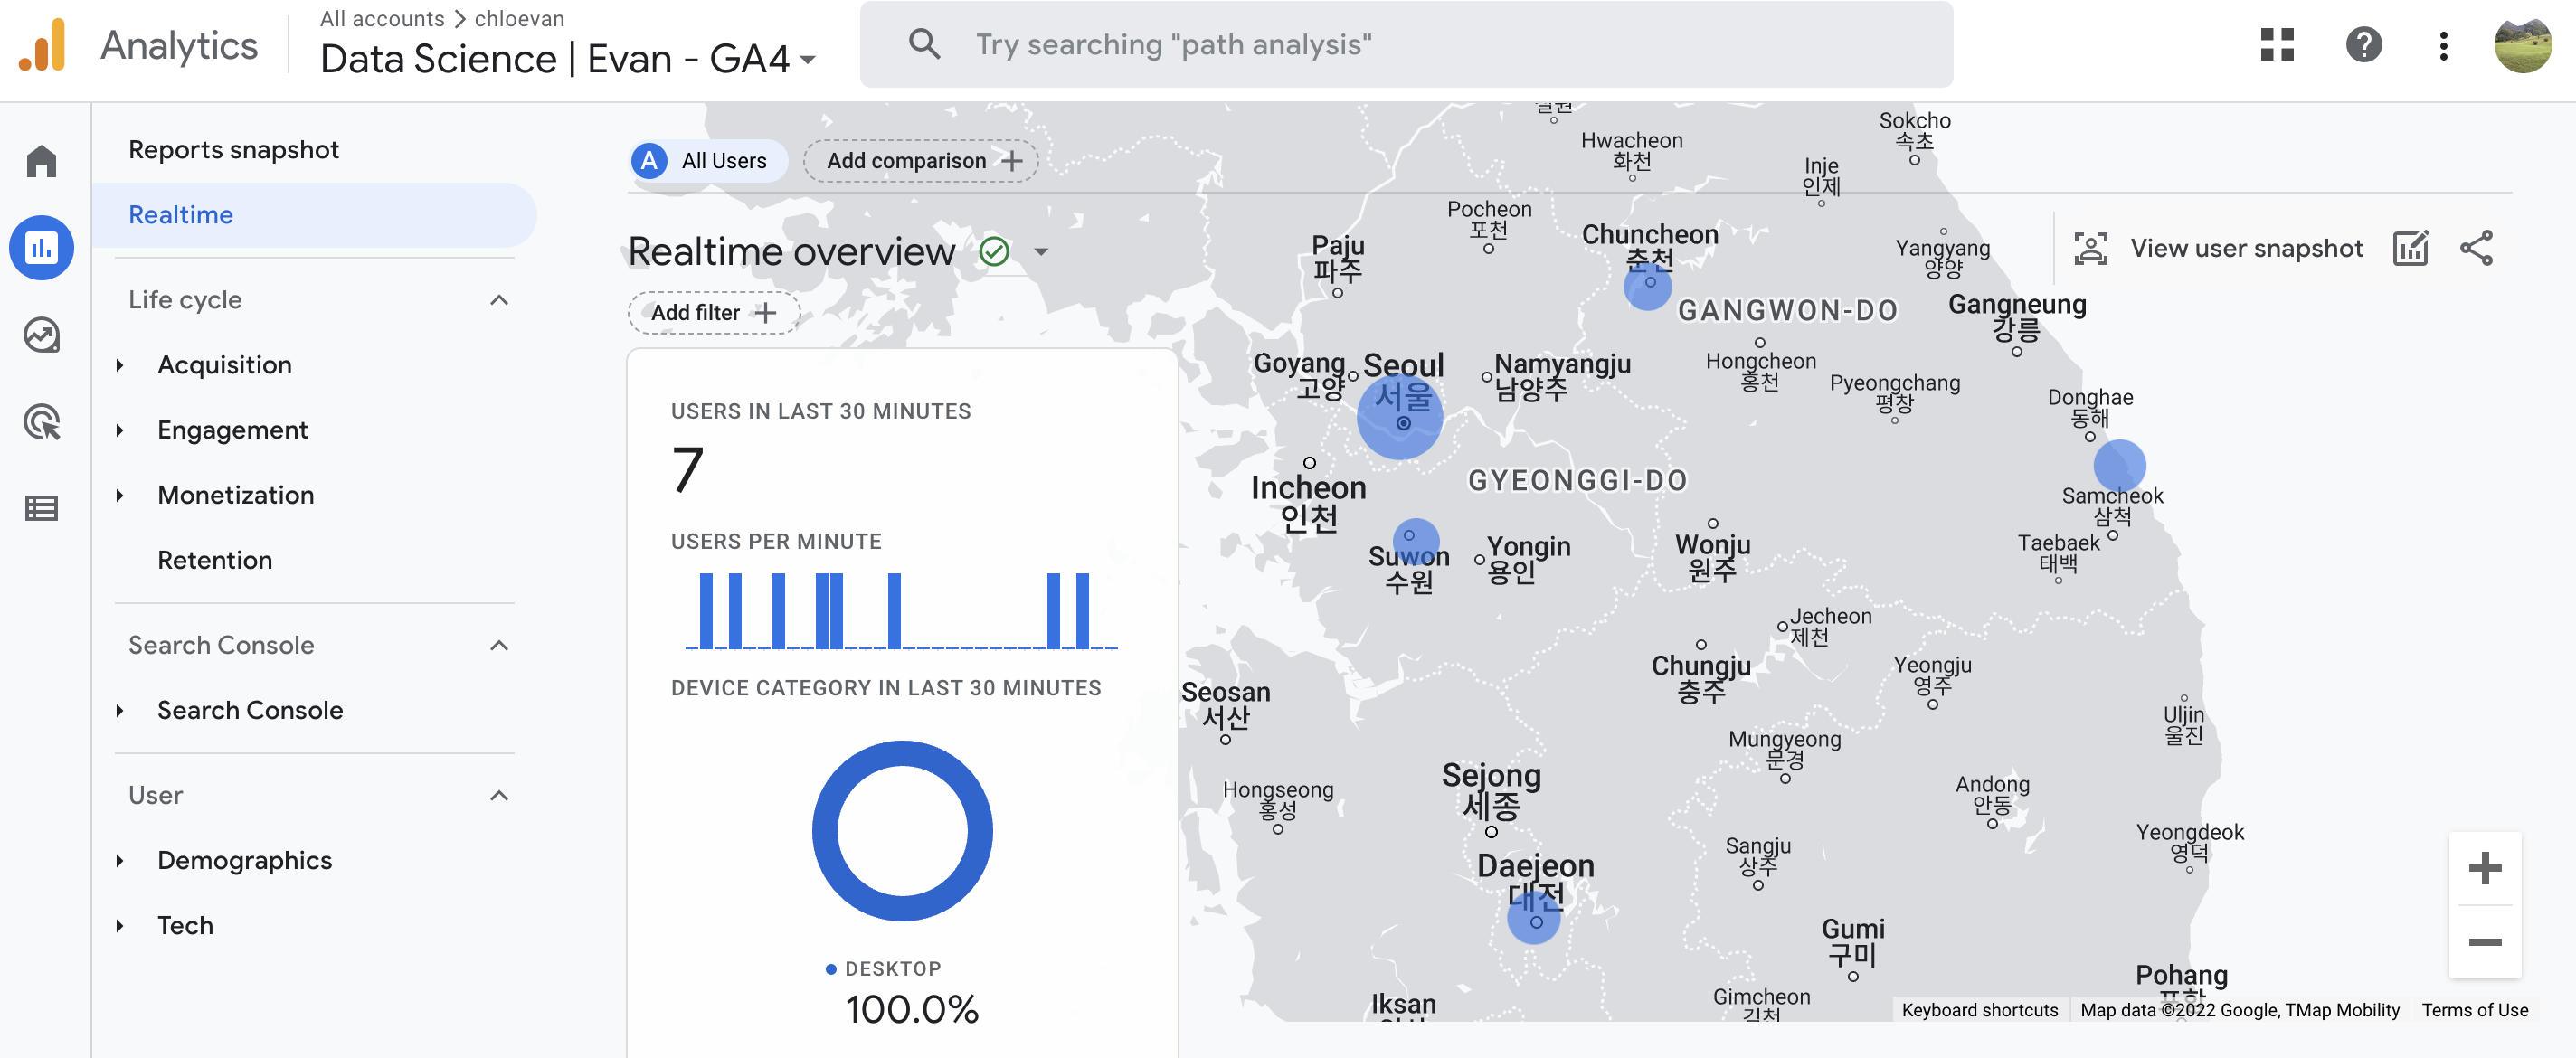 Analytics
All accounts > chloevan
Data Science | Evan - GA4
Try searching "path analysis"
Reports snapshot
Realtime
Life cycle
Acquisition
Engagement
Monetization
Retention
Search Console
Search Console
User
Demographics
Tech
A All Users
Add comparison +
Realtime overview
Add filter +
View user snapshot
USERS IN LAST 30 MINUTES
7
USERS PER MINUTE
DEVICE CATEGORY IN LAST 30 MINUTES
DESKTOP
100.0%
Hwacheon
화천
Sokcho
속초
Inje
인제
Pocheon
포천
Paju
파주
Chuncheon
춘천
Yangyang
양양
GANGWON-DO
Gangneung
강릉
Goyang
고양
Seoul
서울
Namyangju
남양주
Hongcheon
홍천
Pyeongchang
평창
Donghae
동해
Incheon
인천
GYEONGGI-DO
Samcheok
삼척
Suwon
수원
Yongin
용인
Wonju
원주
Taebaek
태백
Jecheon
제천
Chungju
충주
Yeongju
영주
Seosan
서산
Uljin
울진
Mungyeong
문경
Hongseong
홍성
Sejong
세종
Andong
안동
Sangju
상주
Yeongdeok
영덕
Daejeon
대전
Gumi
구미
Pohang
Iksan
Gimcheon
김천
Keyboard shortcuts
Map data ©2022 Google, TMap Mobility
Terms of Use